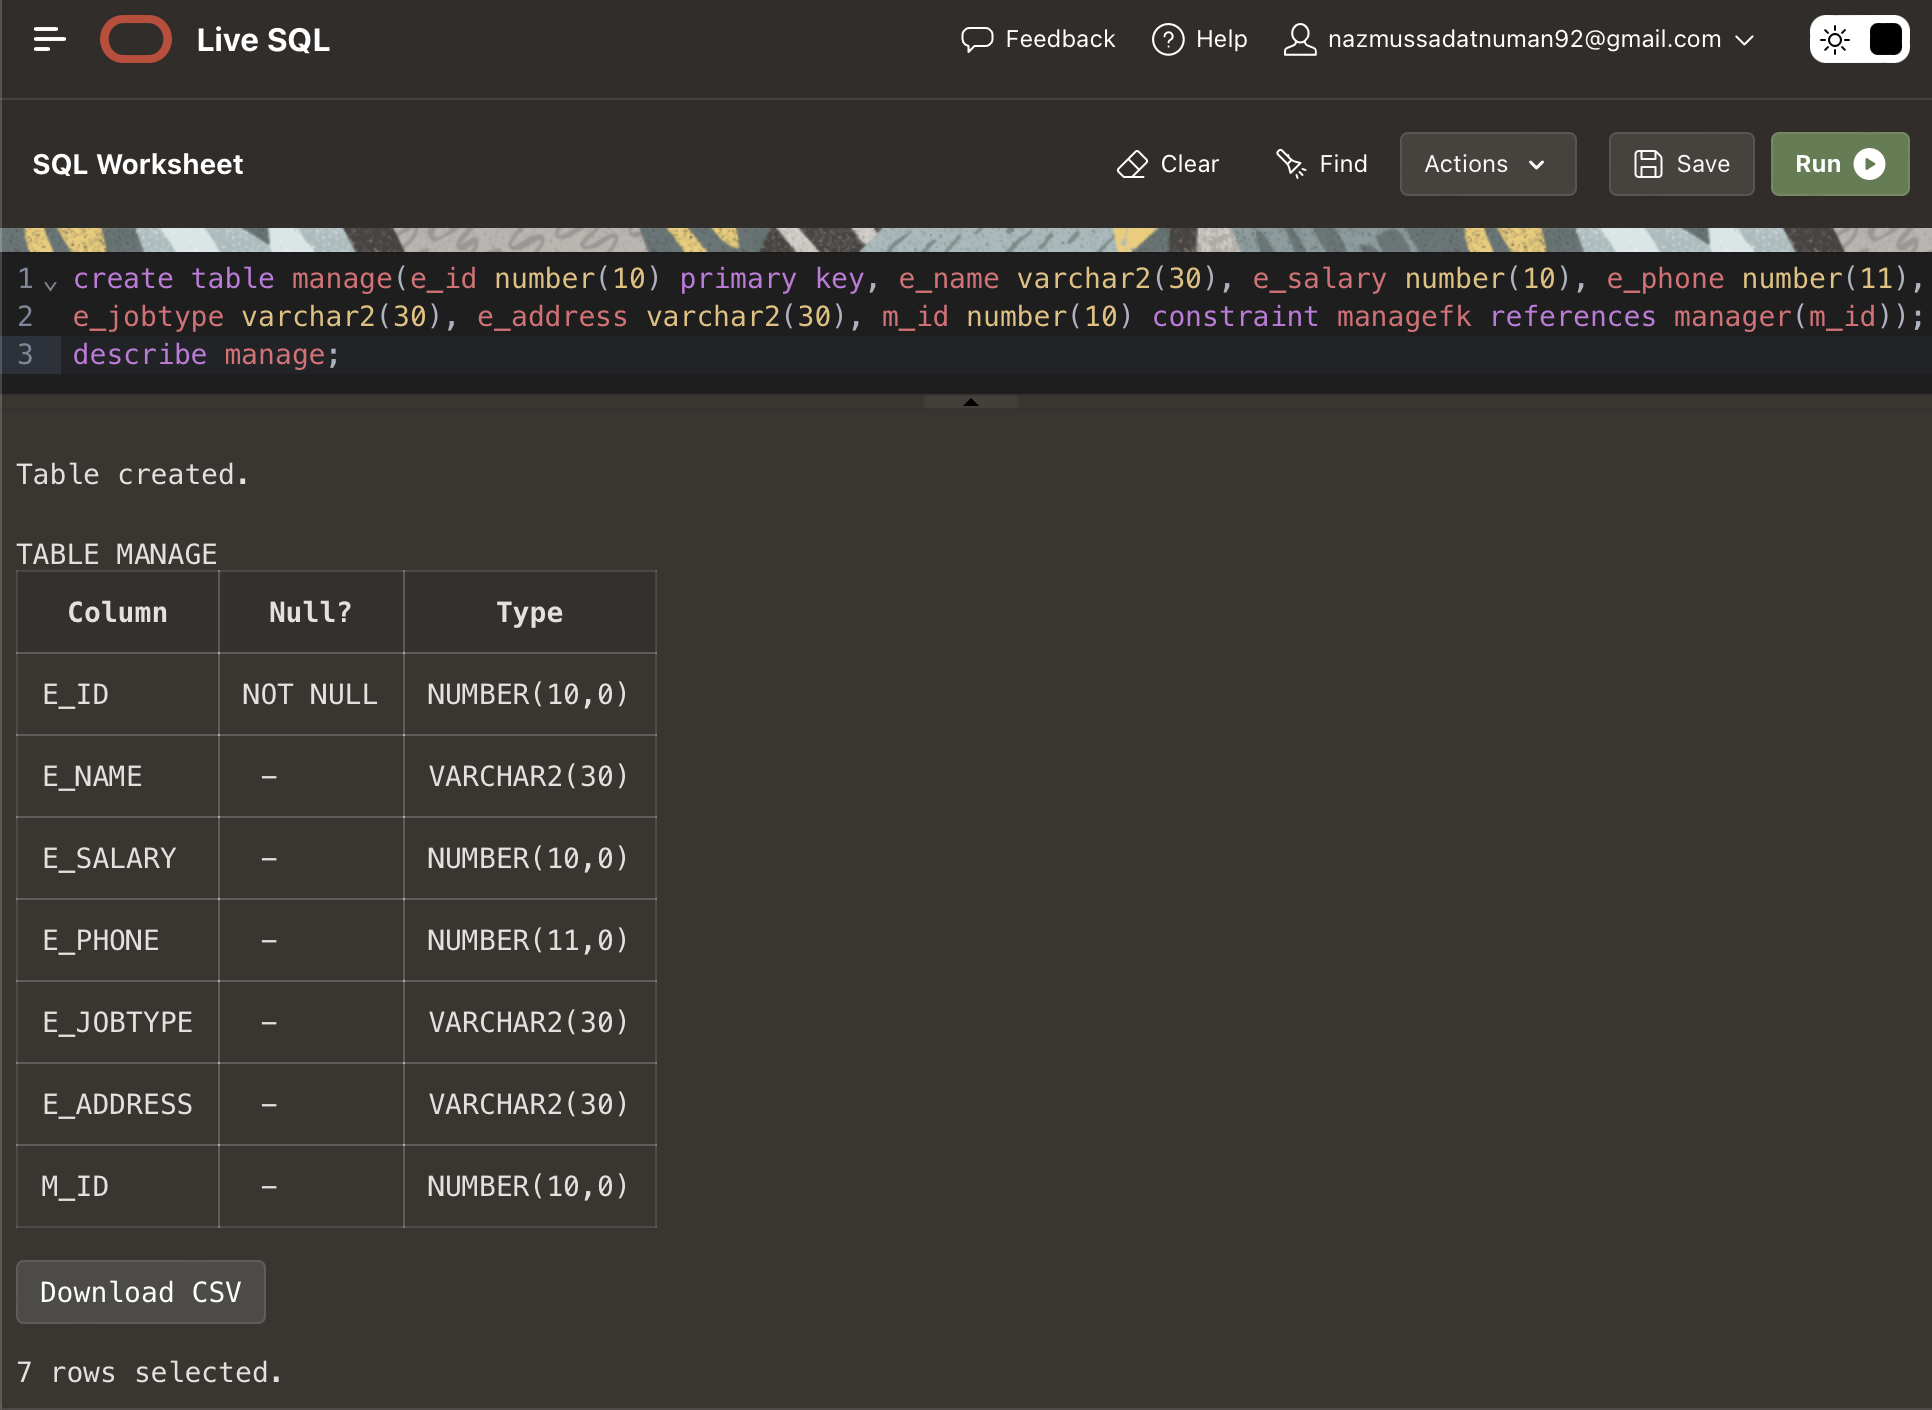 Live SQL
Feedback
Help
nazmussadatnuman92@gmail.com
SQL Worksheet
Clear
Find
Actions
Save
Run
1 create table manage(e_id number(10) primary key, e_name varchar2(30), e_salary number(10), e_phone number(11),
2 e_jobtype varchar2(30), e_address varchar2(30), m_id number(10) constraint managefk references manager(m_id));
3 describe manage;
Table created.
TABLE MANAGE
Column Null? Type
E_ID NOT NULL NUMBER(10,0)
E_NAME - VARCHAR2(30)
E_SALARY - NUMBER(10,0)
E_PHONE - NUMBER(11,0)
E_JOBTYPE - VARCHAR2(30)
E_ADDRESS - VARCHAR2(30)
M_ID - NUMBER(10,0)
Download CSV
7 rows selected.